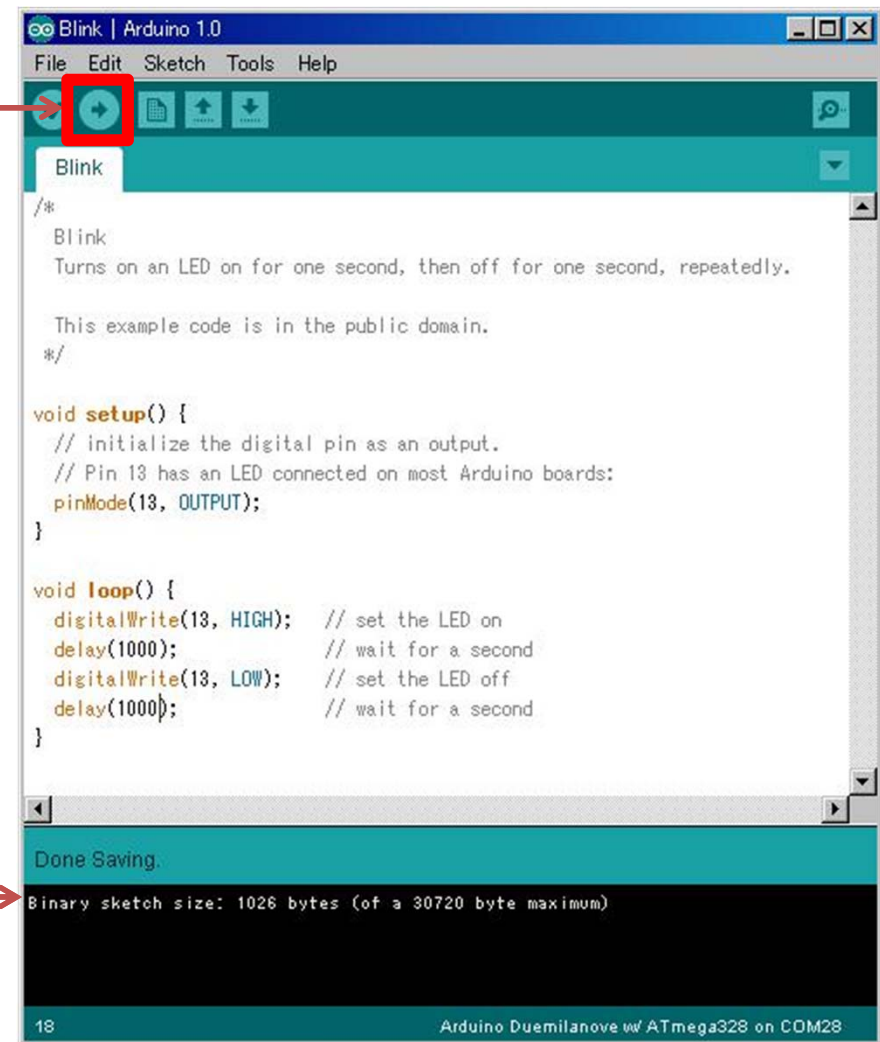 Blink | Arduino 1.0
File Edit Sketch Tools Help
Blink
/*
  Blink
  Turns on an LED on for one second, then off for one second, repeatedly.

  This example code is in the public domain.
 */

void setup() {
  // initialize the digital pin as an output.
  // Pin 13 has an LED connected on most Arduino boards:
  pinMode(13, OUTPUT);
}

void loop() {
  digitalWrite(13, HIGH);   // set the LED on
  delay(1000);              // wait for a second
  digitalWrite(13, LOW);    // set the LED off
  delay(1000);              // wait for a second
}
Done Saving.
Binary sketch size: 1026 bytes (of a 30720 byte maximum)
18 Arduino Duemilanove w/ ATmega328 on COM28